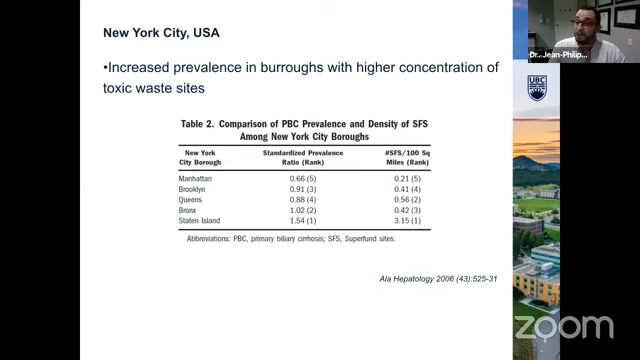 New York City, USA
•Increased prevalence in burroughs with higher concentration of
toxic waste sites
Table 2. Comparison of PBC Prevalence and Density of SFS
Among New York City Boroughs
New York Standardized Prevalence #SFS/100 Sq
City Borough Ratio (Rank) Miles (Rank)
Manhattan 0.66 (5) 0.21 (5)
Brooklyn 0.91 (3) 0.41 (4)
Queens 0.88 (4) 0.56 (2)
Bronx 1.02 (2) 0.42 (3)
Staten Island 1.54 (1) 3.15 (1)
Abbreviations: PBC, primary biliary cirrhosis; SFS, Superfund sites.
Ala Hepatology 2006 (43):525-31
Dr. Jean-Philip...
UBC
zoom